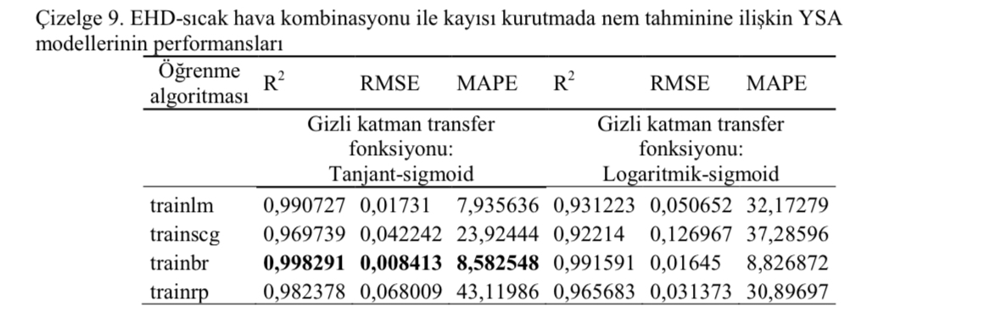 Çizelge 9. EHD-sıcak hava kombinasyonu ile kayısı kurutmada nem tahminine ilişkin YSA
modellerinin performansları
Öğrenme
algoritması R² RMSE MAPE R² RMSE MAPE
Gizli katman transfer Gizli katman transfer
fonksiyonu: fonksiyonu:
Tanjant-sigmoid Logaritmik-sigmoid
trainlm 0,990727 0,01731 7,935636 0,931223 0,050652 32,17279
trainscg 0,969739 0,042242 23,92444 0,92214 0,126967 37,28596
trainbr 0,998291 0,008413 8,582548 0,991591 0,01645 8,826872
trainrp 0,982378 0,068009 43,11986 0,965683 0,031373 30,89697